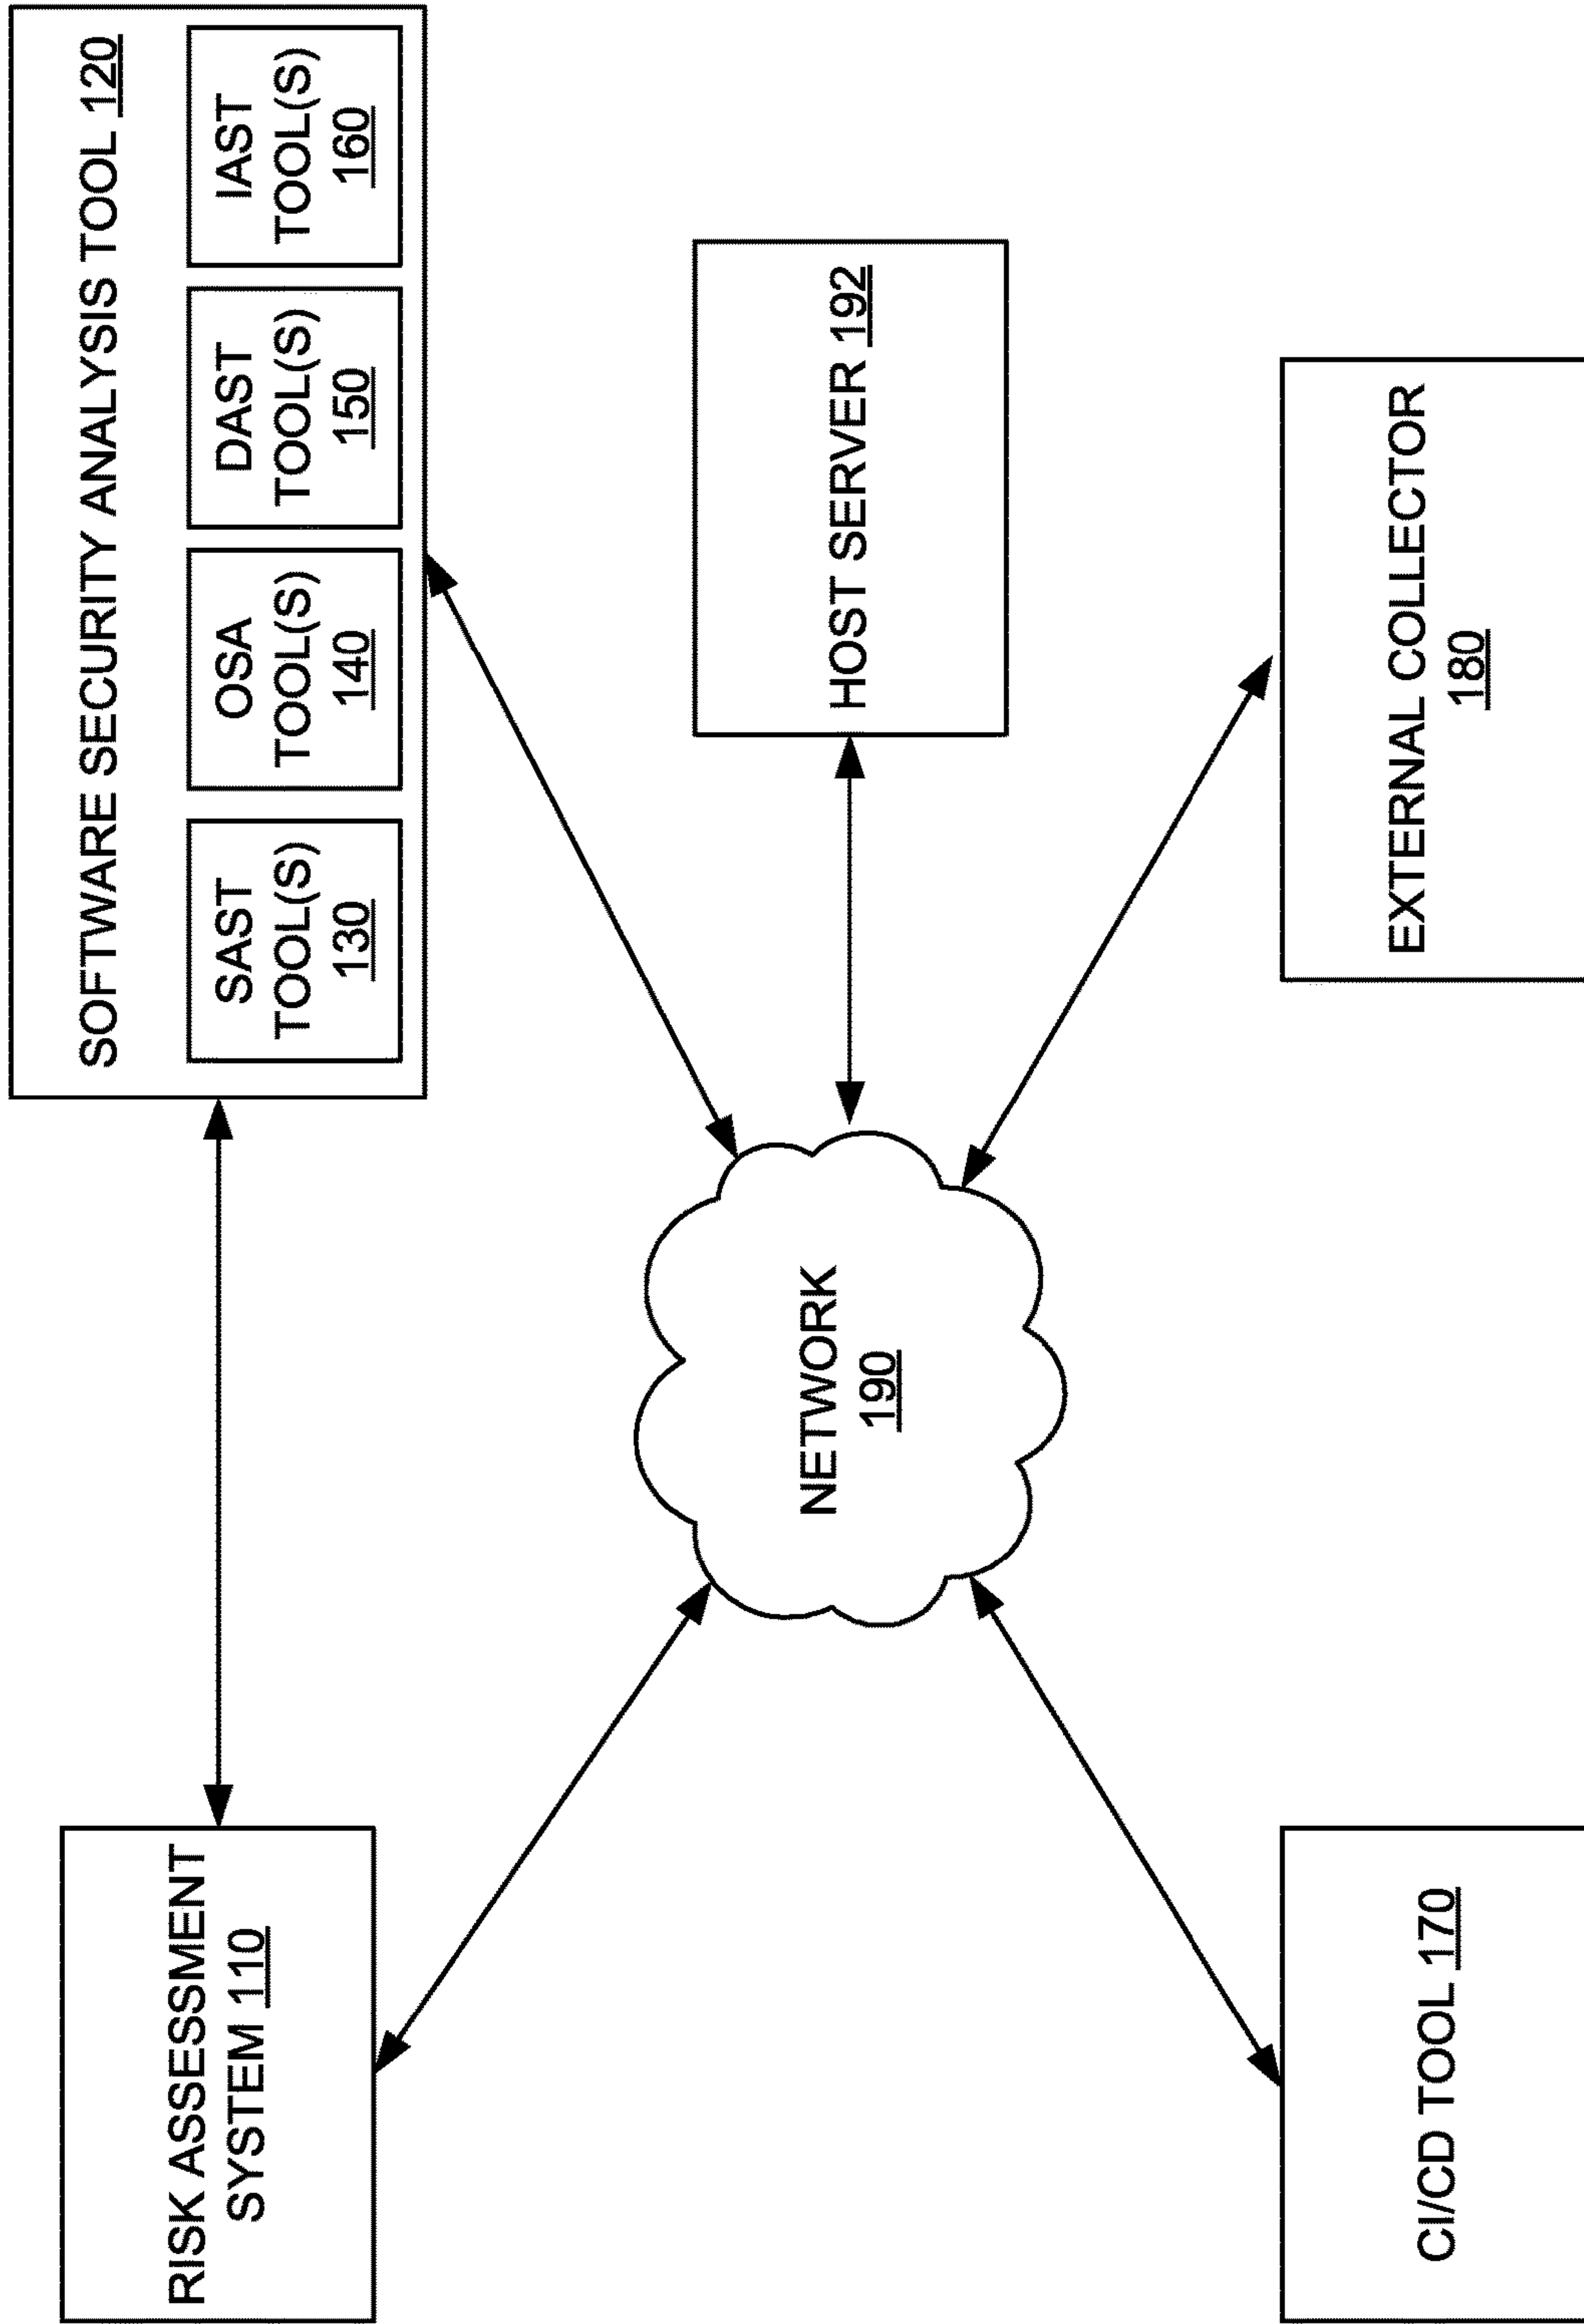 RISK ASSESSMENT
SYSTEM 110
SOFTWARE SECURITY ANALYSIS TOOL 120
SAST
TOOL(S)
130
OSA
TOOL(S)
140
DAST
TOOL(S)
150
IAST
TOOL(S)
160
NETWORK
190
HOST SERVER 192
CI/CD TOOL 170
EXTERNAL COLLECTOR
180